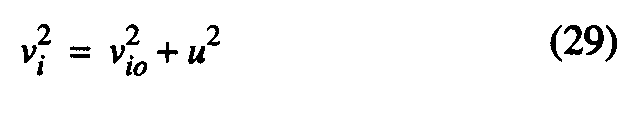 v_i^2 = v_{io}^2 + u^2 (29)